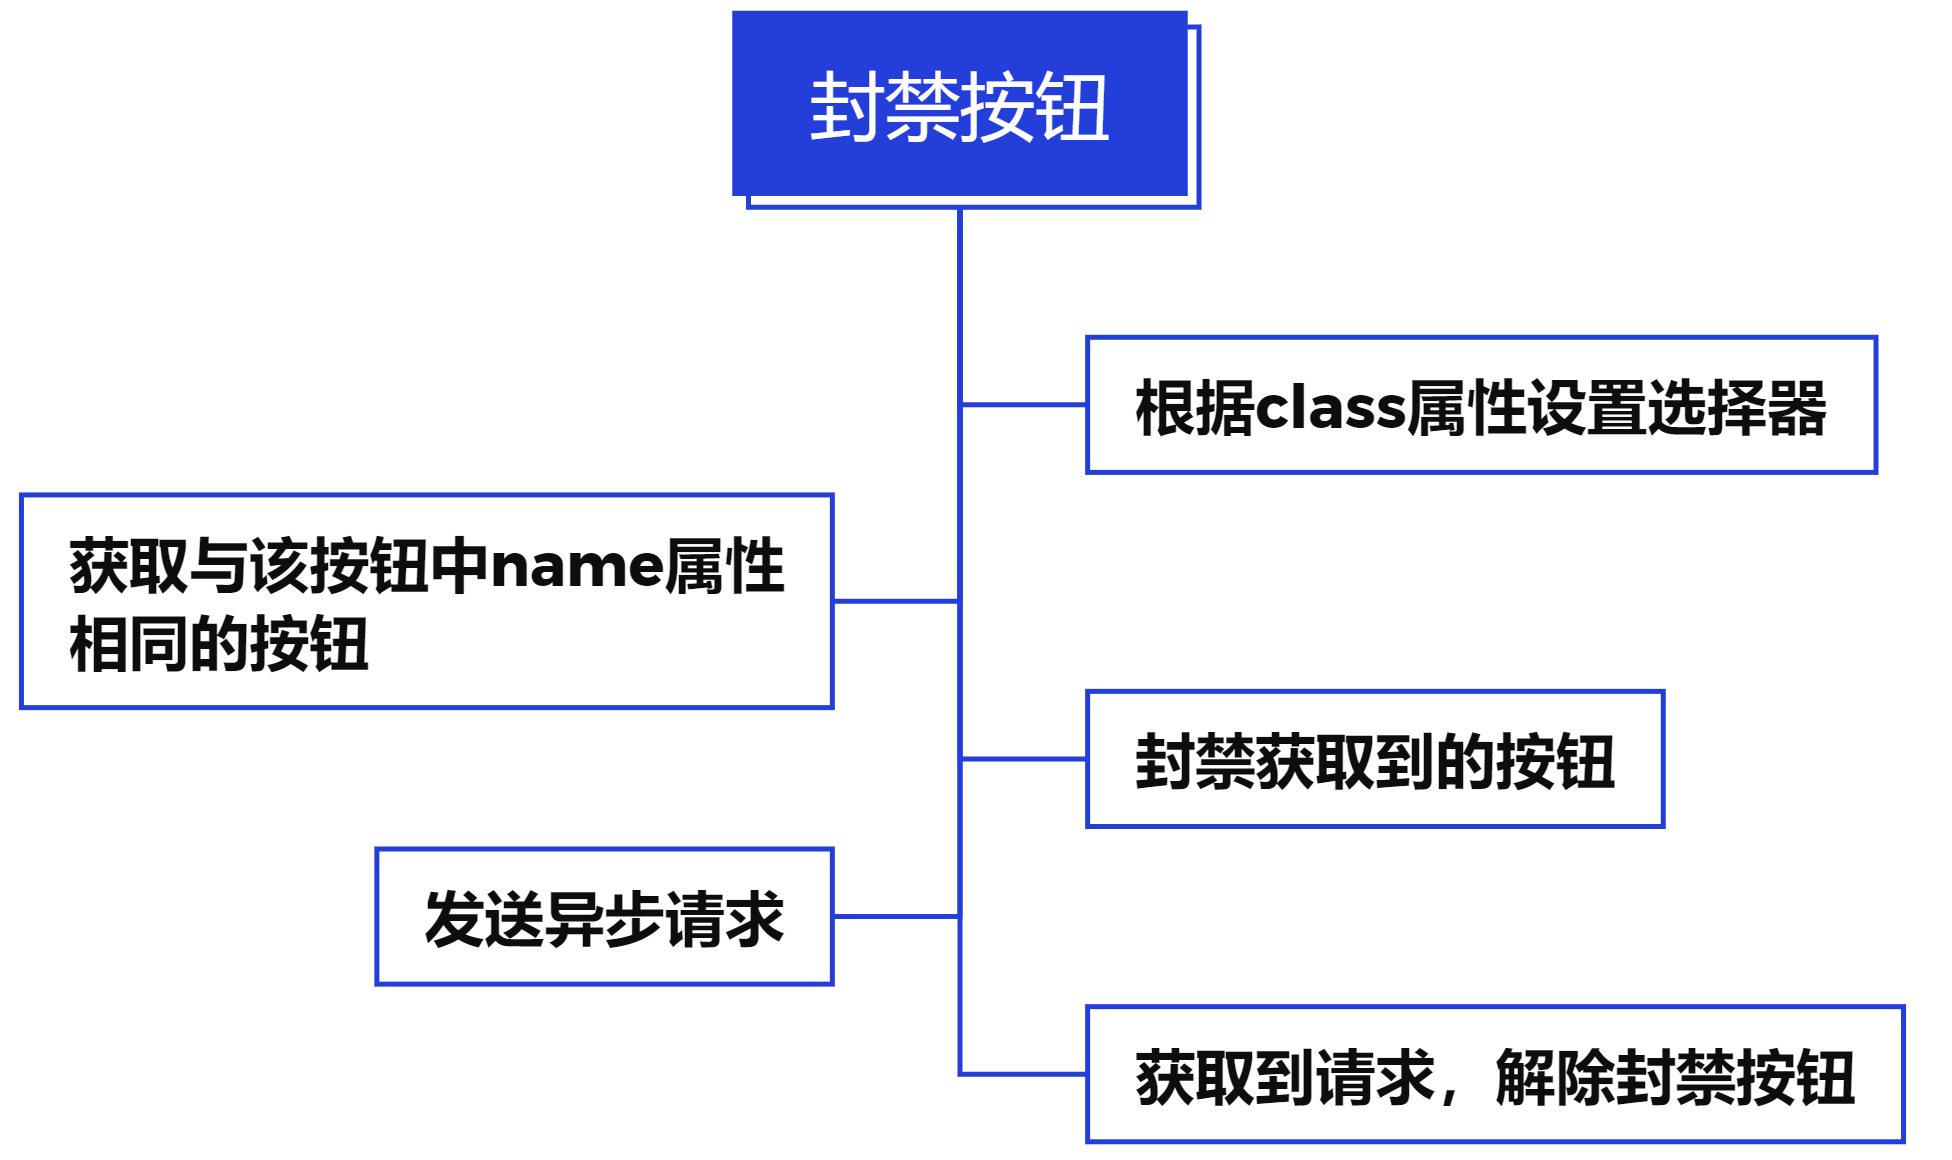 封禁按钮
根据class属性设置选择器
获取与该按钮中name属性
相同的按钮
封禁获取到的按钮
发送异步请求
获取到请求，解除封禁按钮